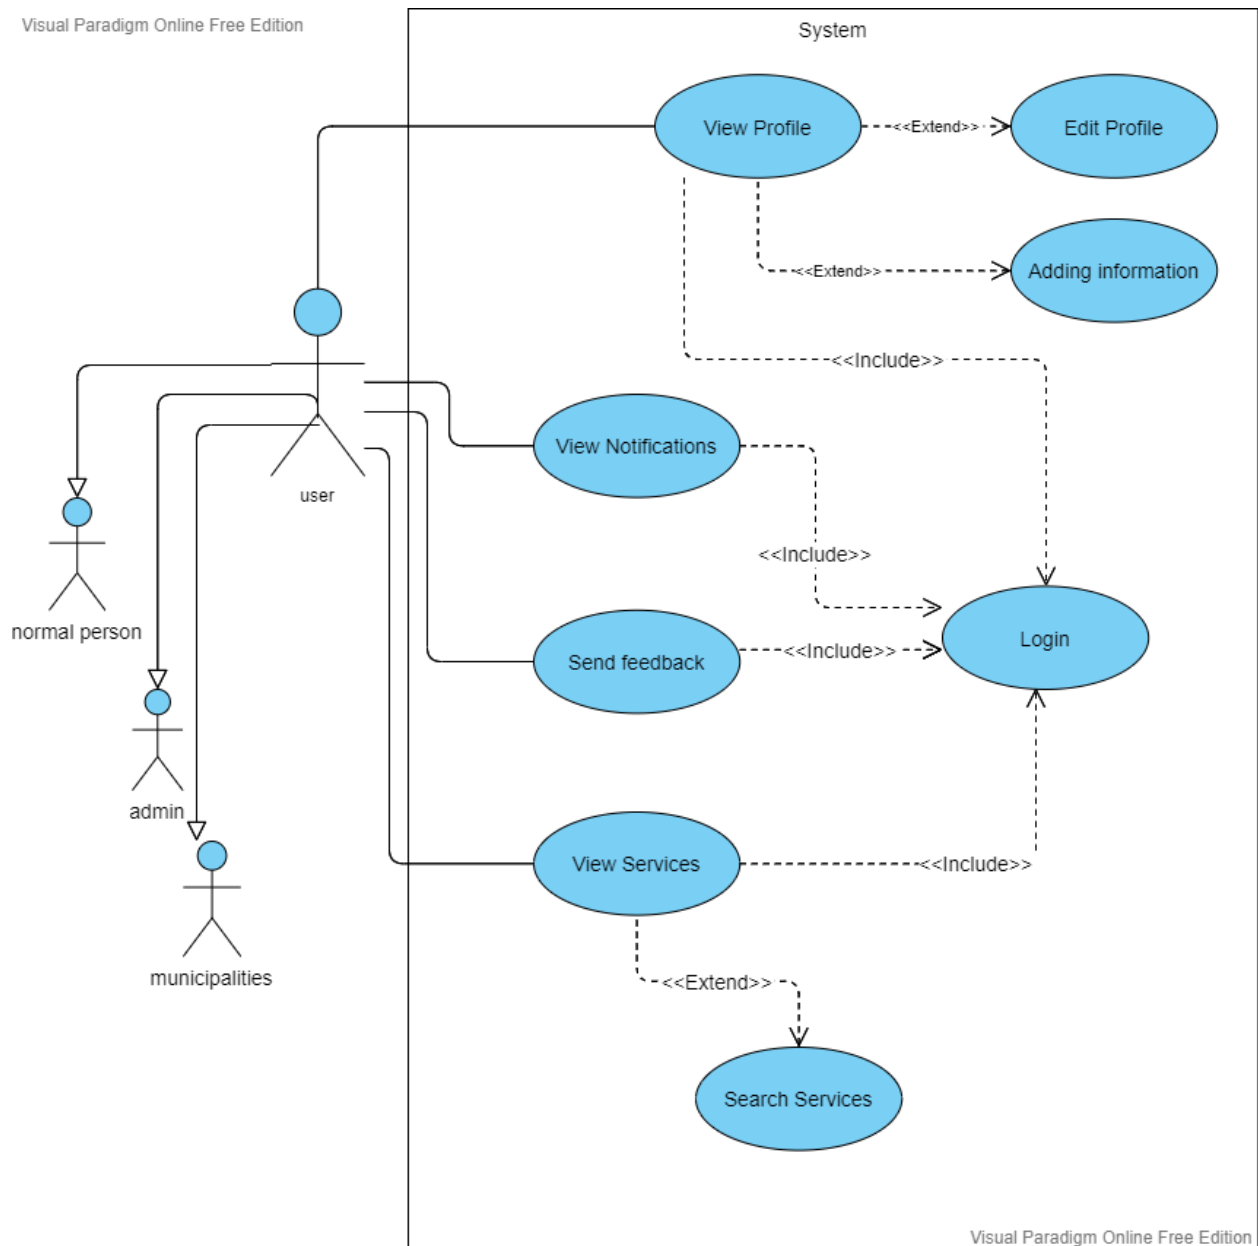 Visual Paradigm Online Free Edition
System
View Profile
<<Extend>>
Edit Profile
<<Extend>>
Adding information
<<Include>>
View Notifications
user
<<Include>>
normal person
Send feedback
<<Include>>
Login
admin
View Services
<<Include>>
municipalities
<<Extend>>
Search Services
Visual Paradigm Online Free Edition